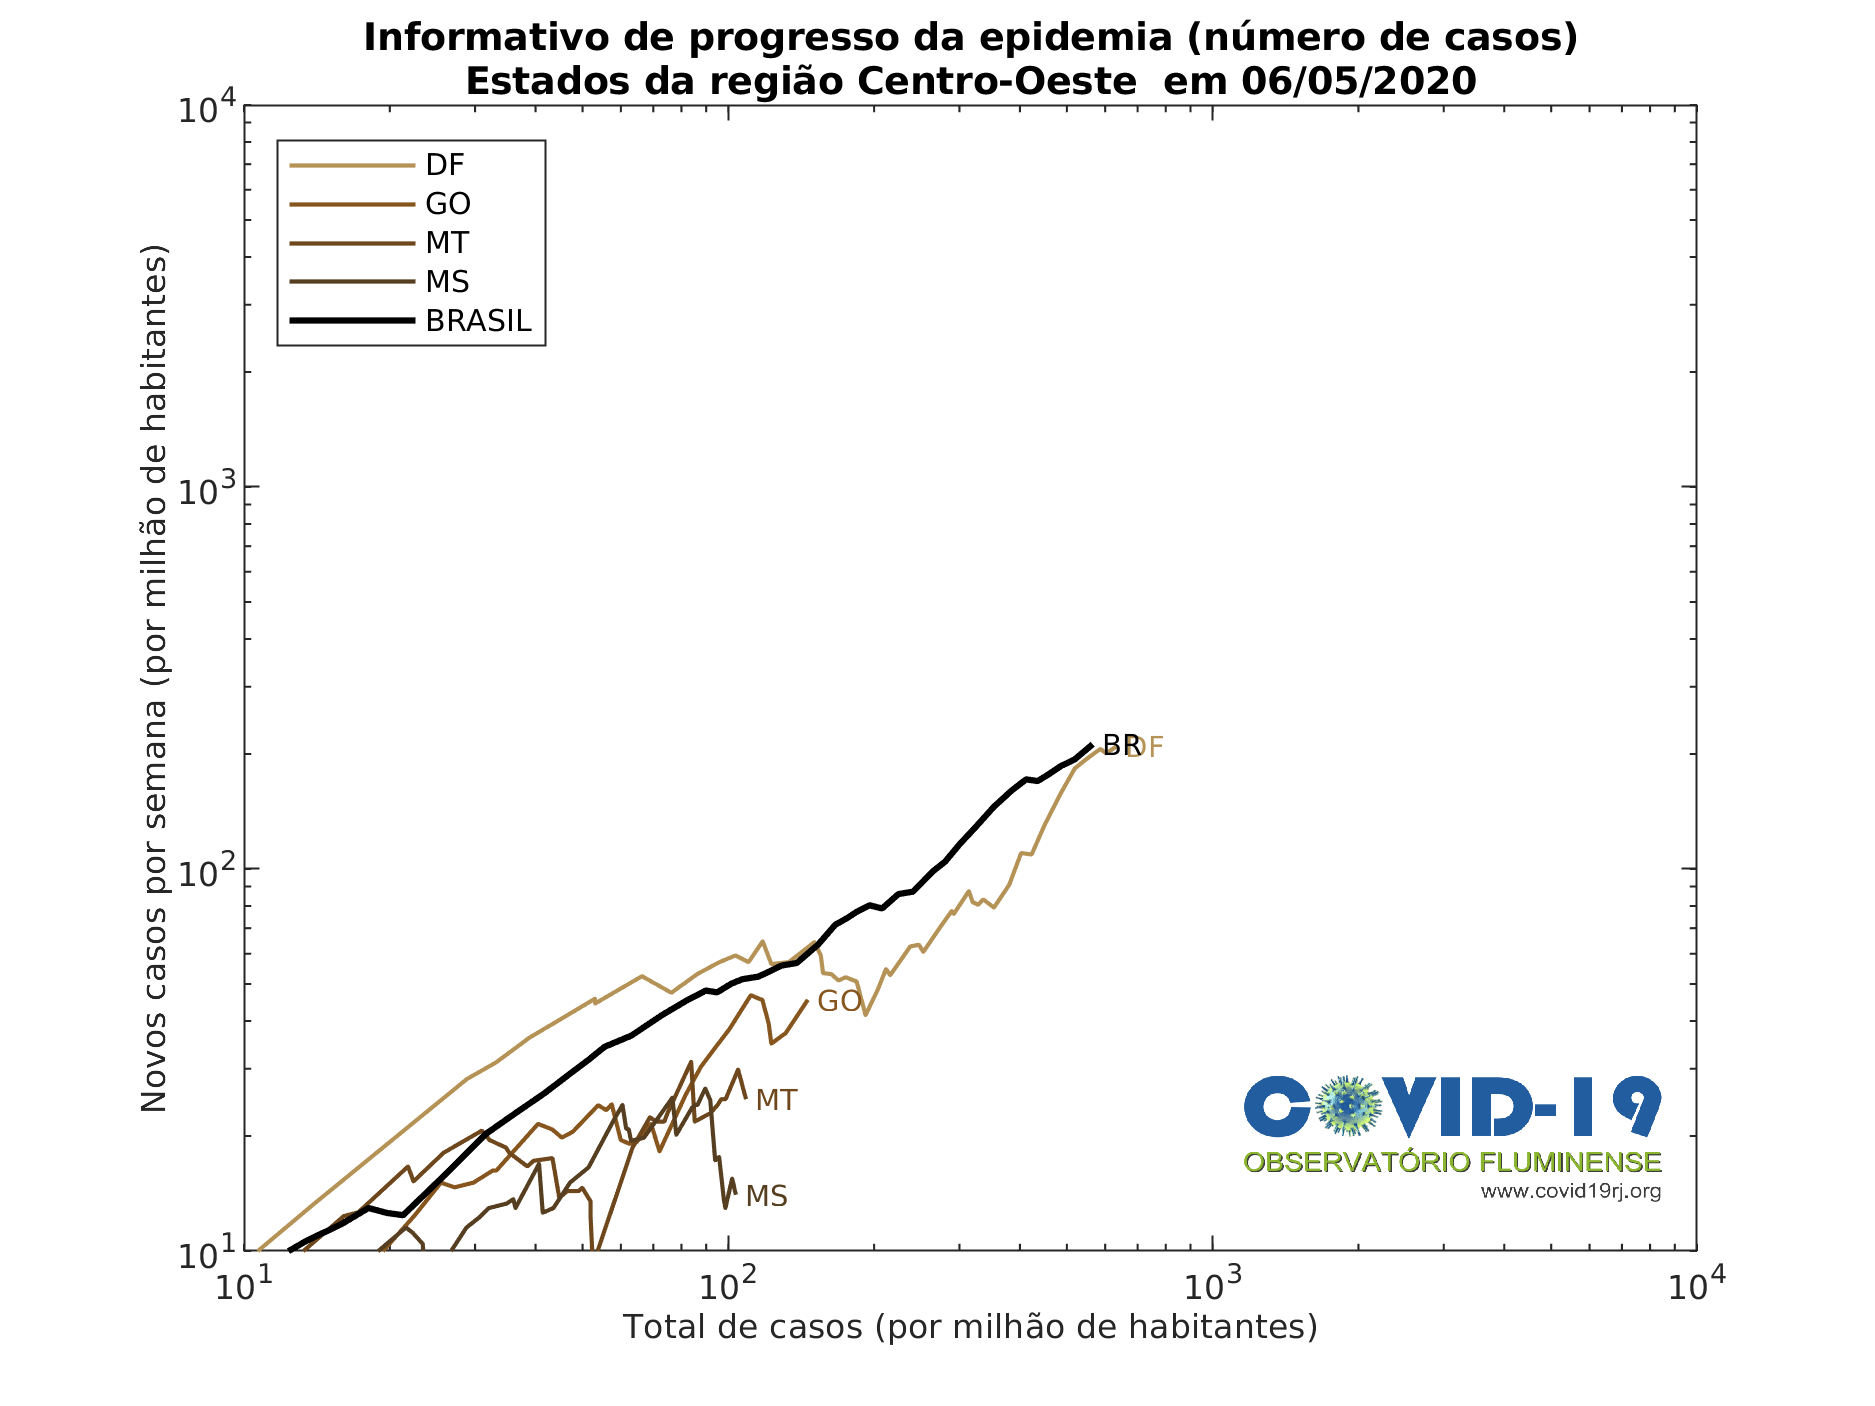 Informativo de progresso da epidemia (número de casos)
Estados da região Centro-Oeste em 06/05/2020
10^4
DF
GO
MT
MS
BRASIL
Novos casos por semana (por milhão de habitantes)
10^3
BR
DF
10^2
GO
MT
MS
COVID-19
OBSERVATÓRIO FLUMINENSE
www.covid19rj.org
10^1
10^1 10^2 10^3 10^4
Total de casos (por milhão de habitantes)